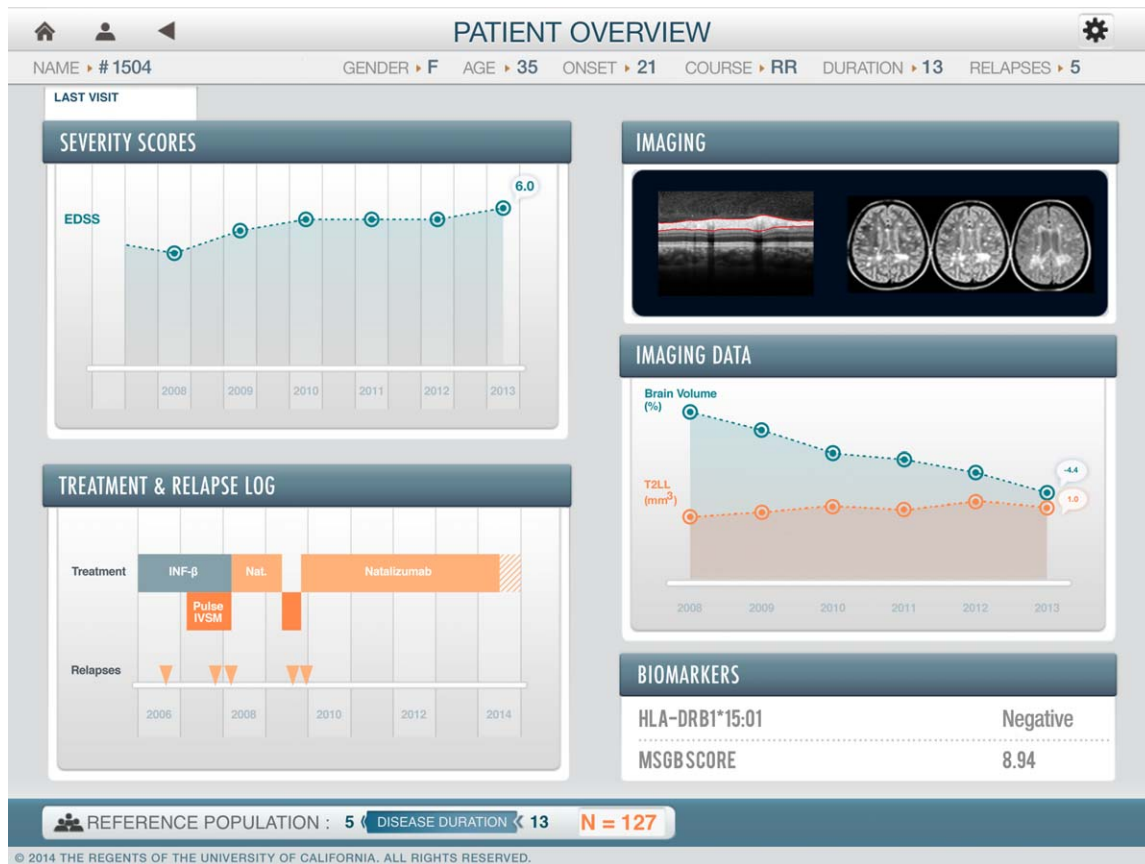 PATIENT OVERVIEW
NAME ▸ # 1504 GENDER ▸ F AGE ▸ 35 ONSET ▸ 21 COURSE ▸ RR DURATION ▸ 13 RELAPSES ▸ 5
LAST VISIT
SEVERITY SCORES
6.0
EDSS
2008 2009 2010 2011 2012 2013
TREATMENT & RELAPSE LOG
Treatment INF-β Nat. Natalizumab
Pulse
IVSM
Relapses
2006 2008 2010 2012 2014
IMAGING
IMAGING DATA
Brain Volume
(%)
-4.4
T2LL
(mm3)
1.0
2008 2009 2010 2011 2012 2013
BIOMARKERS
HLA-DRB1*15:01 Negative
MSGB SCORE 8.94
REFERENCE POPULATION : 5 DISEASE DURATION 13 N = 127
© 2014 THE REGENTS OF THE UNIVERSITY OF CALIFORNIA. ALL RIGHTS RESERVED.